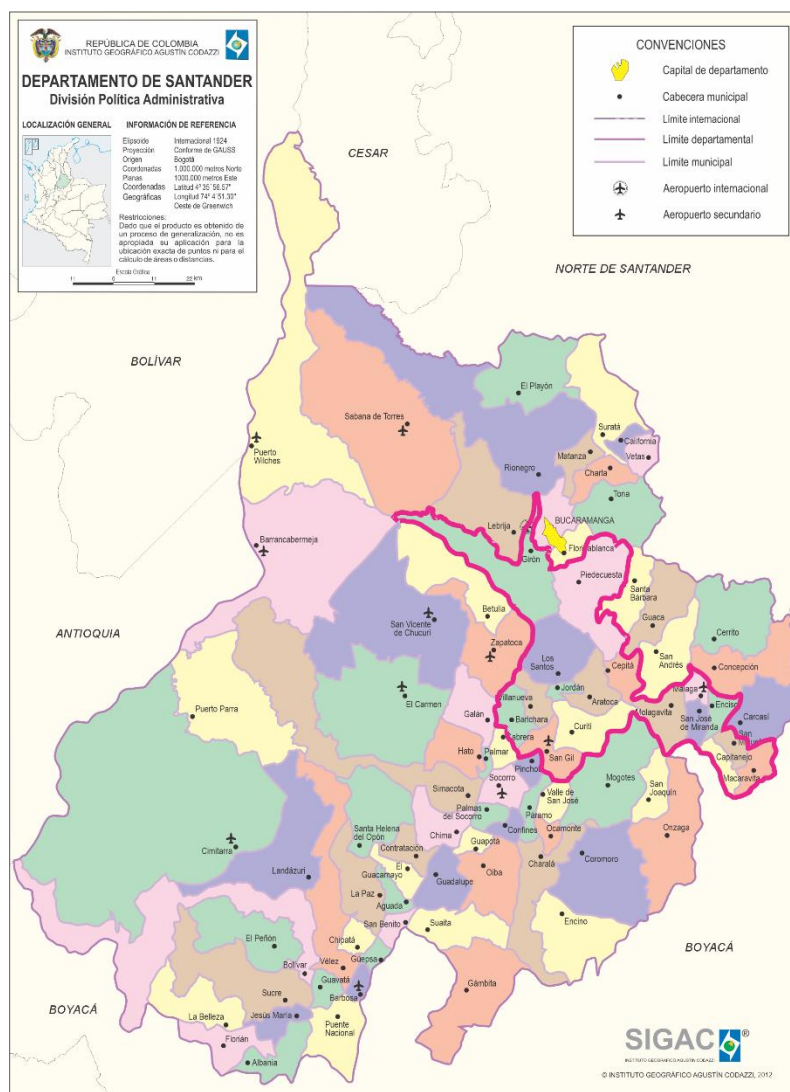 REPÚBLICA DE COLOMBIA
INSTITUTO GEOGRÁFICO AGUSTÍN CODAZZI
DEPARTAMENTO DE SANTANDER
División Política Administrativa
LOCALIZACIÓN GENERAL
INFORMACIÓN DE REFERENCIA
Elipsoide Internacional 1924
Proyección Conforme de GAUSS
Origen Bogotá
Coordenadas 1.000.000 metros Norte
Planas 1000.000 metros Este
Coordenadas Latitud 4° 35´ 56.57"
Geográficas Longitud 74° 4´51.30"
Oeste de Greenwich
Restricciones:
Dado que el producto es obtenido de
un proceso de generalización, no es
apropiada su aplicación para la
ubicación exacta de puntos ni para el
cálculo de áreas o distancias.
Escala Gráfica
11 0 11 22 km
CONVENCIONES
Capital de departamento
Cabecera municipal
Límite internacional
Límite departamental
Límite municipal
Aeropuerto internacional
Aeropuerto secundario
CESAR
NORTE DE SANTANDER
BOLÍVAR
El Playón
Sabana de Torres
Suratá
California
Puerto
Wilches
Matanza
Vetas
Charta
Rionegro
Tona
Lebrija
BUCARAMANGA
Barrancabermeja
Floridablanca
Girón
Piedecuesta
Santa
Bárbara
Betulia
San Vicente
de Chucurí
Guaca
ANTIOQUIA
Cerrito
Zapatoca
San
Andrés
Los
Santos
Cepitá
Concepción
El Carmen
Jordán
Málaga
Villanueva
Aratoca
Enciso
Puerto Parra
Galán
Barichara
Molagavita
San José
de Miranda
Carcasí
Cabrera
Curití
San
Hato
Palmar
San Gil
Capitanejo
Pinchote
Macaravita
Socorro
Mogotes
Simacota
Valle de
San José
San
Joaquín
Palmas
del Socorro
Páramo
Santa Helena
del Opón
Chima
Confines
Ocamonte
Onzaga
Cimitarra
Guapotá
Contratación
Charalá
Coromoro
El
Guacamayo
Oiba
Landázuri
Guadalupe
La Paz
Aguada
Encino
San Benito
Suaita
El Peñón
Chipatá
BOYACÁ
Güepsa
Bolívar
Vélez
Gámbita
Guavatá
Sucre
Barbosa
BOYACÁ
La Belleza
Jesús María
Puente
Nacional
Florián
Albania
SIGAC®
INSTITUTO GEOGRÁFICO AGUSTÍN CODAZZI
© INSTITUTO GEOGRÁFICO AGUSTÍN CODAZZI, 2012